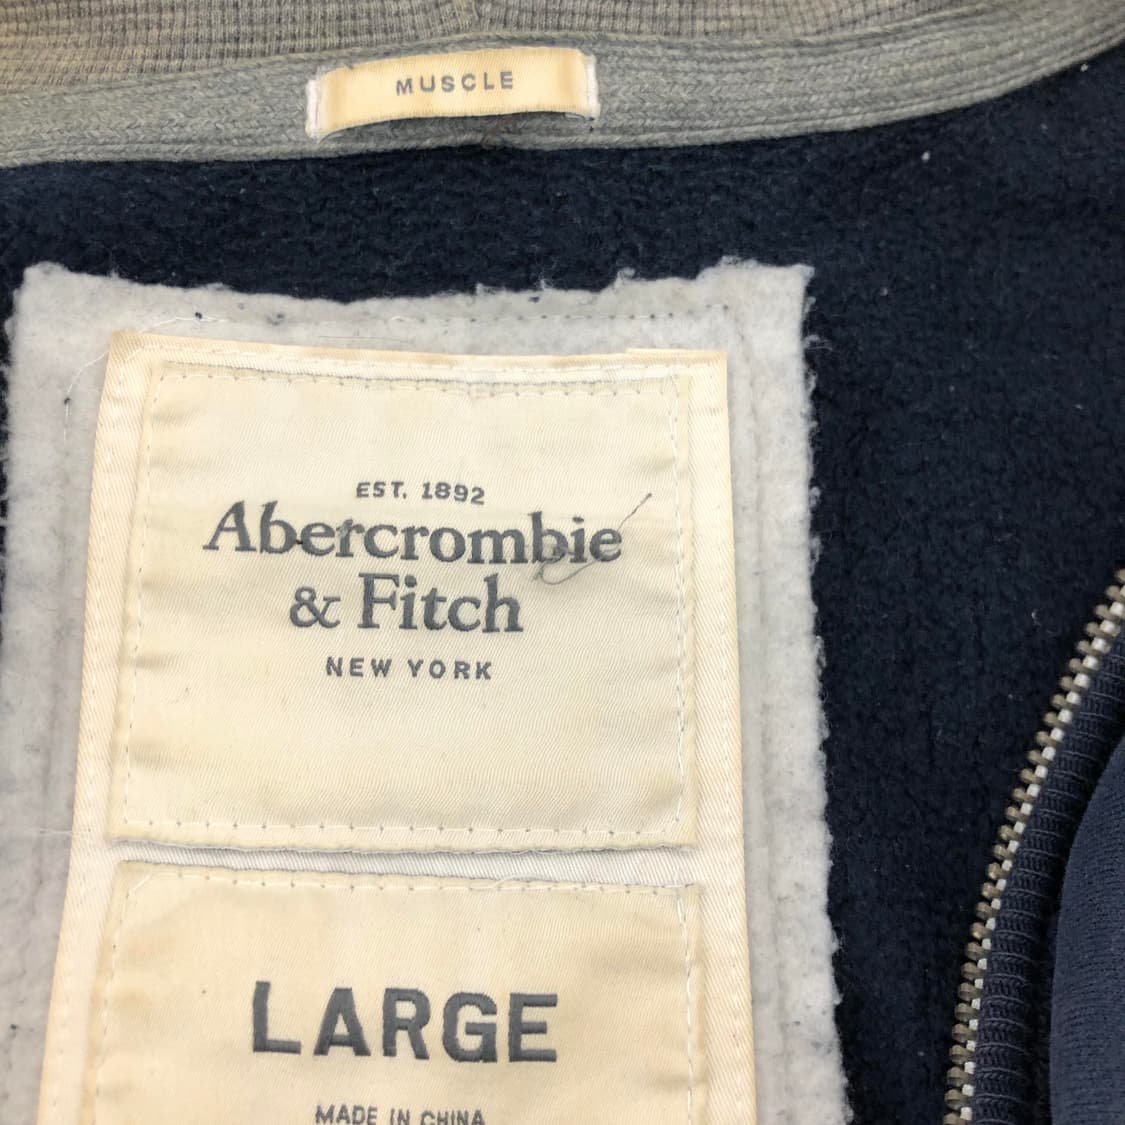 MUSCLE
EST. 1892
Abercrombie
& Fitch
NEW YORK
LARGE
MADE IN CHINA